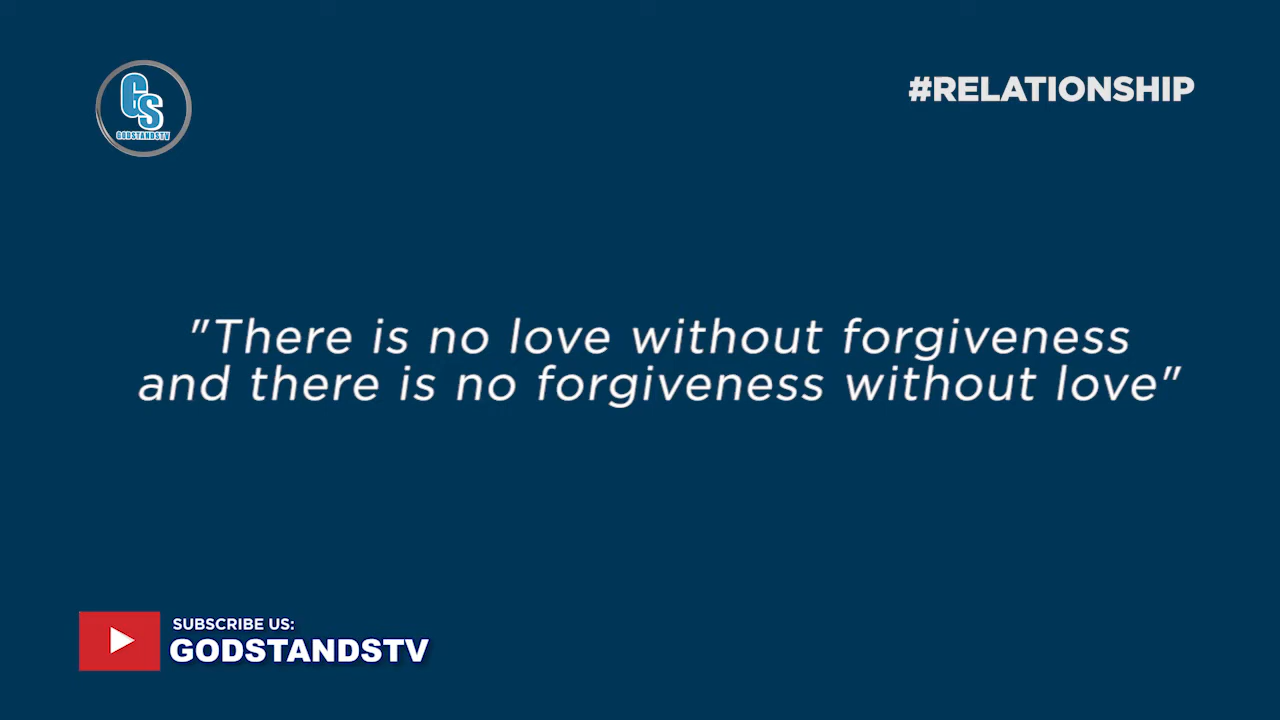 GS
GODSTANDSTV
#RELATIONSHIP
"There is no love without forgiveness
and there is no forgiveness without love"
SUBSCRIBE US:
GODSTANDSTV